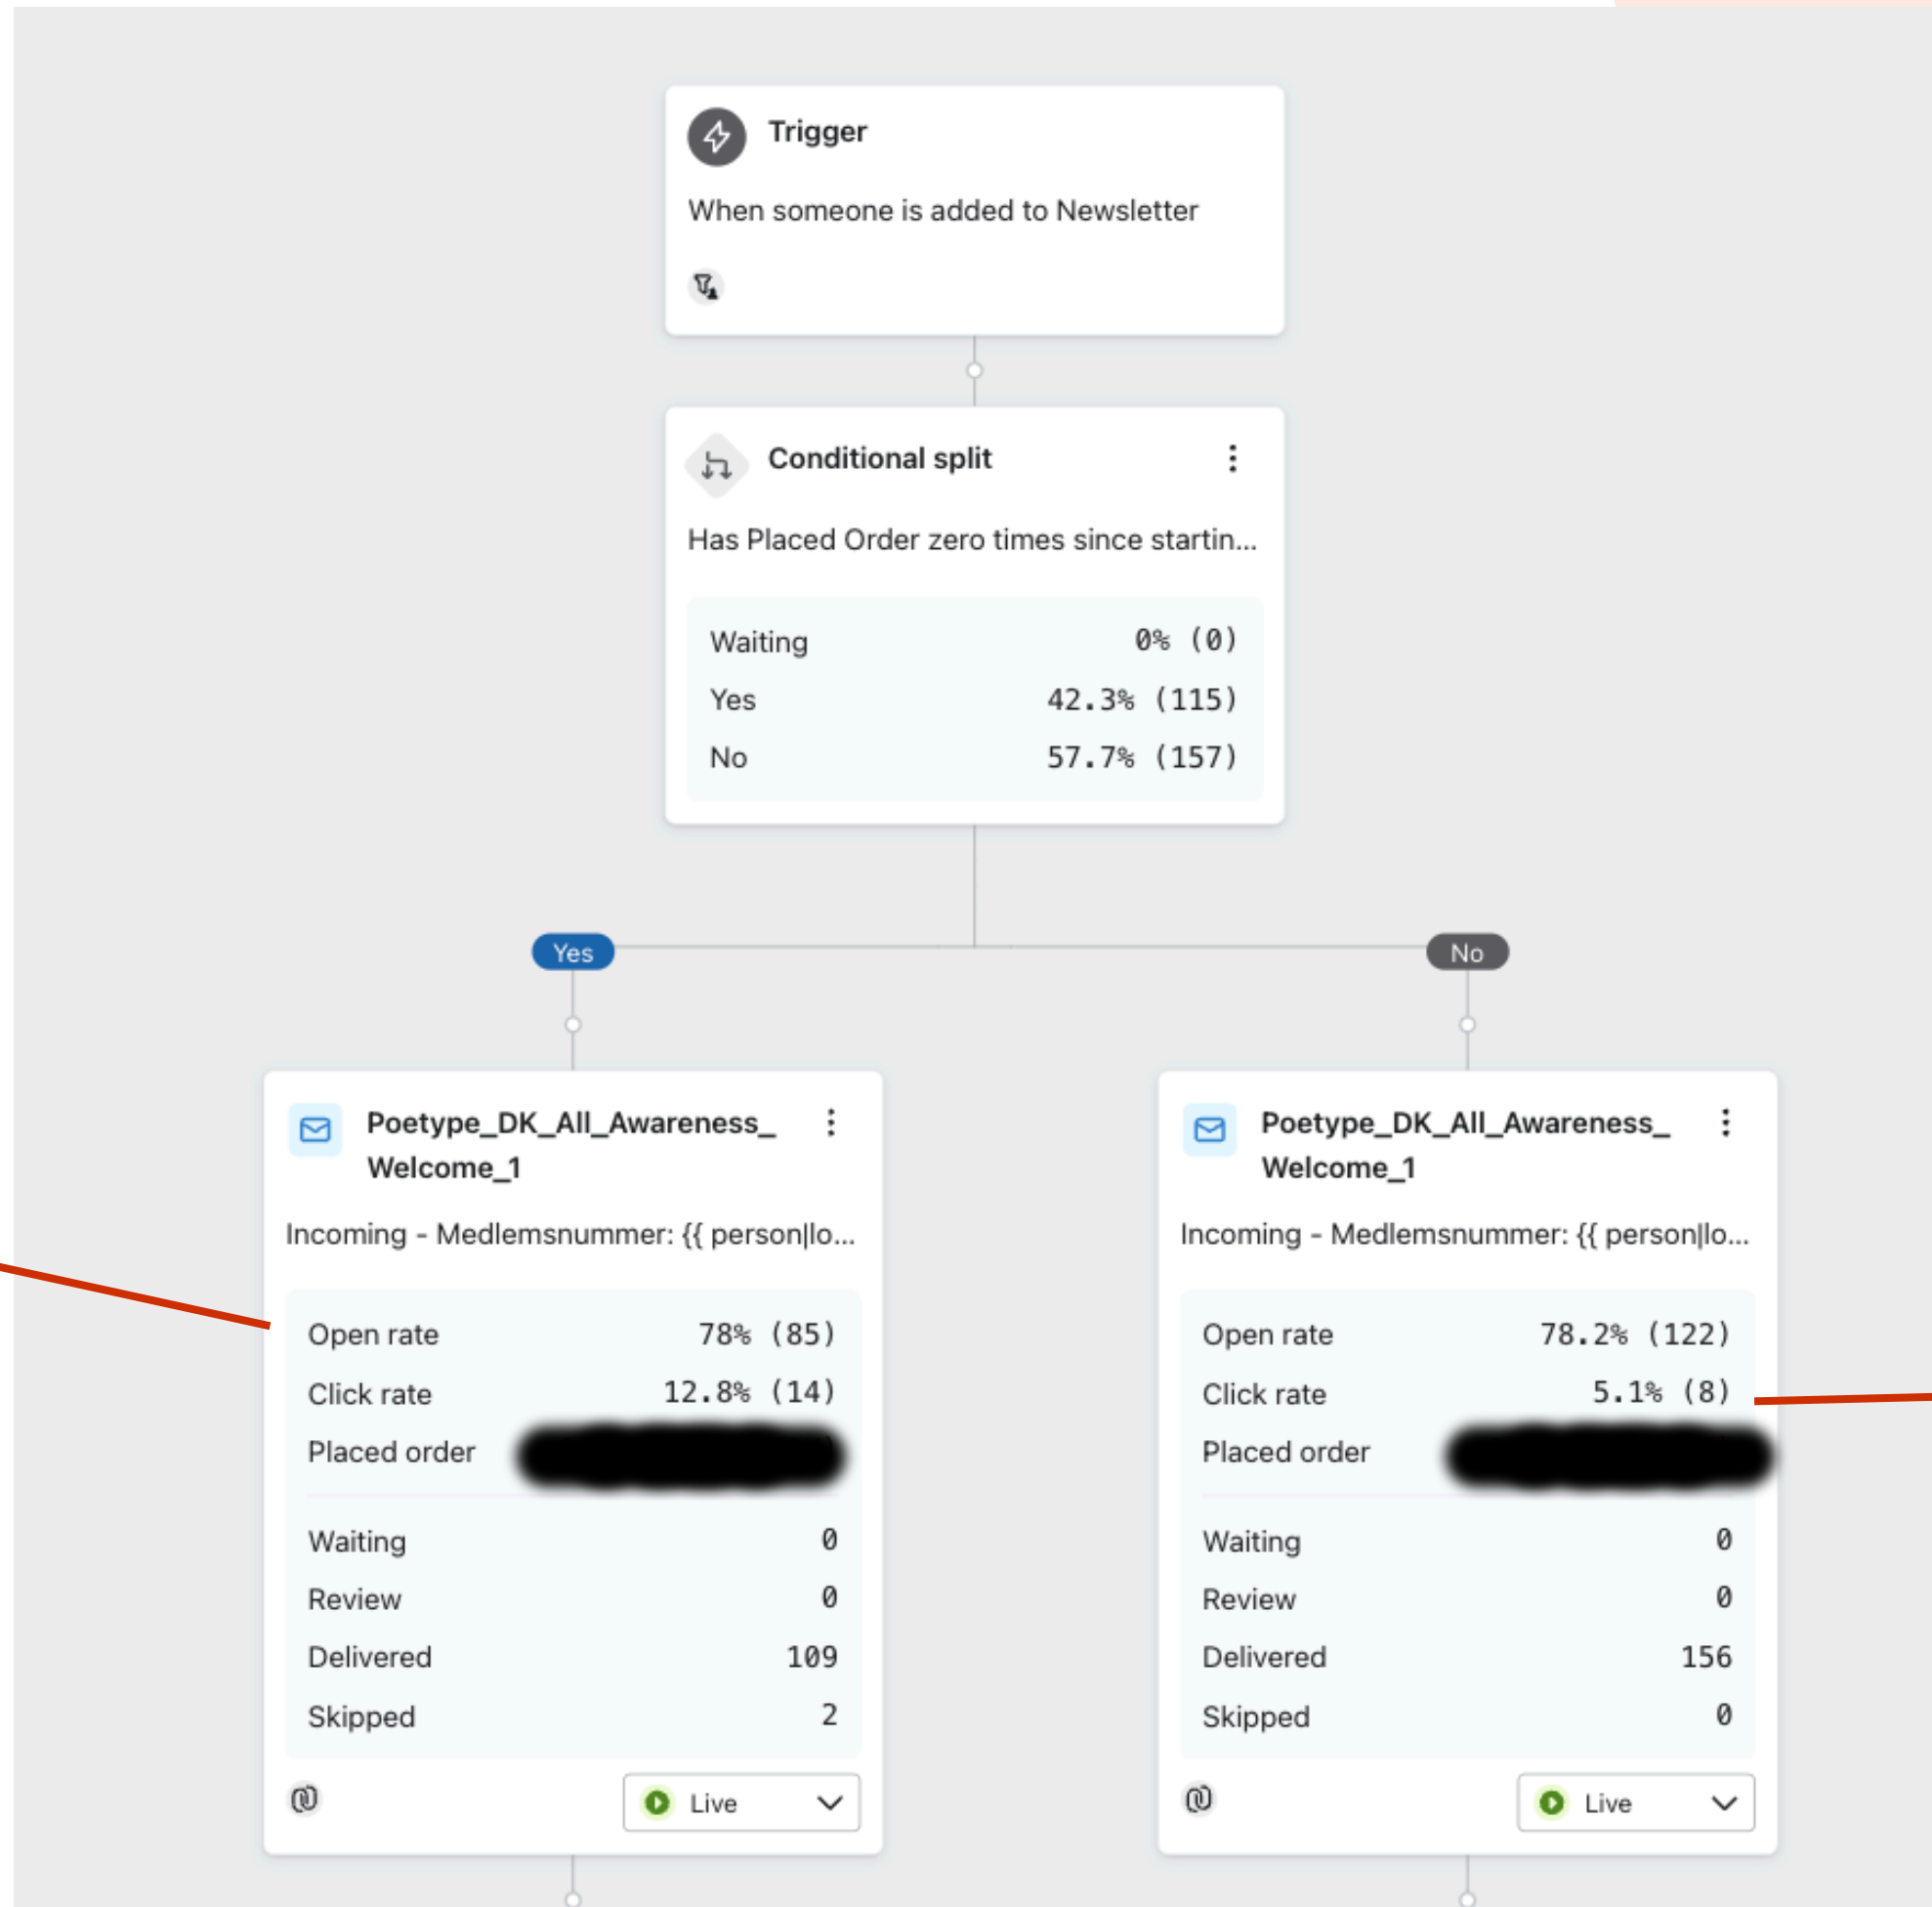 Trigger
When someone is added to Newsletter
Conditional split
Has Placed Order zero times since startin...
Waiting 0% (0)
Yes 42.3% (115)
No 57.7% (157)
Yes
No
Poetype_DK_All_Awareness_
Welcome_1
Incoming - Medlemsnummer: {{ person|lo...
Open rate 78% (85)
Click rate 12.8% (14)
Placed order
Waiting 0
Review 0
Delivered 109
Skipped 2
Live
Poetype_DK_All_Awareness_
Welcome_1
Incoming - Medlemsnummer: {{ person|lo...
Open rate 78.2% (122)
Click rate 5.1% (8)
Placed order
Waiting 0
Review 0
Delivered 156
Skipped 0
Live